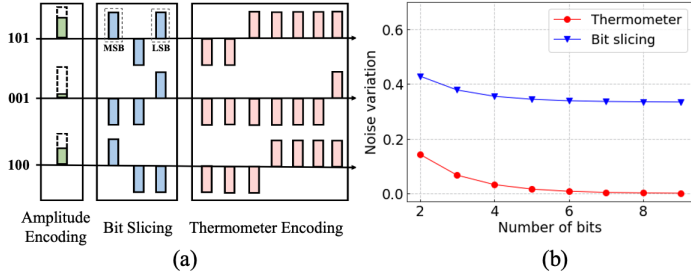 101
MSB
LSB
001
100
Amplitude
Encoding
Bit Slicing
Thermometer Encoding
(a)
Thermometer
Bit slicing
Noise variation
0.6
0.4
0.2
0.0
2
4
6
8
Number of bits
(b)